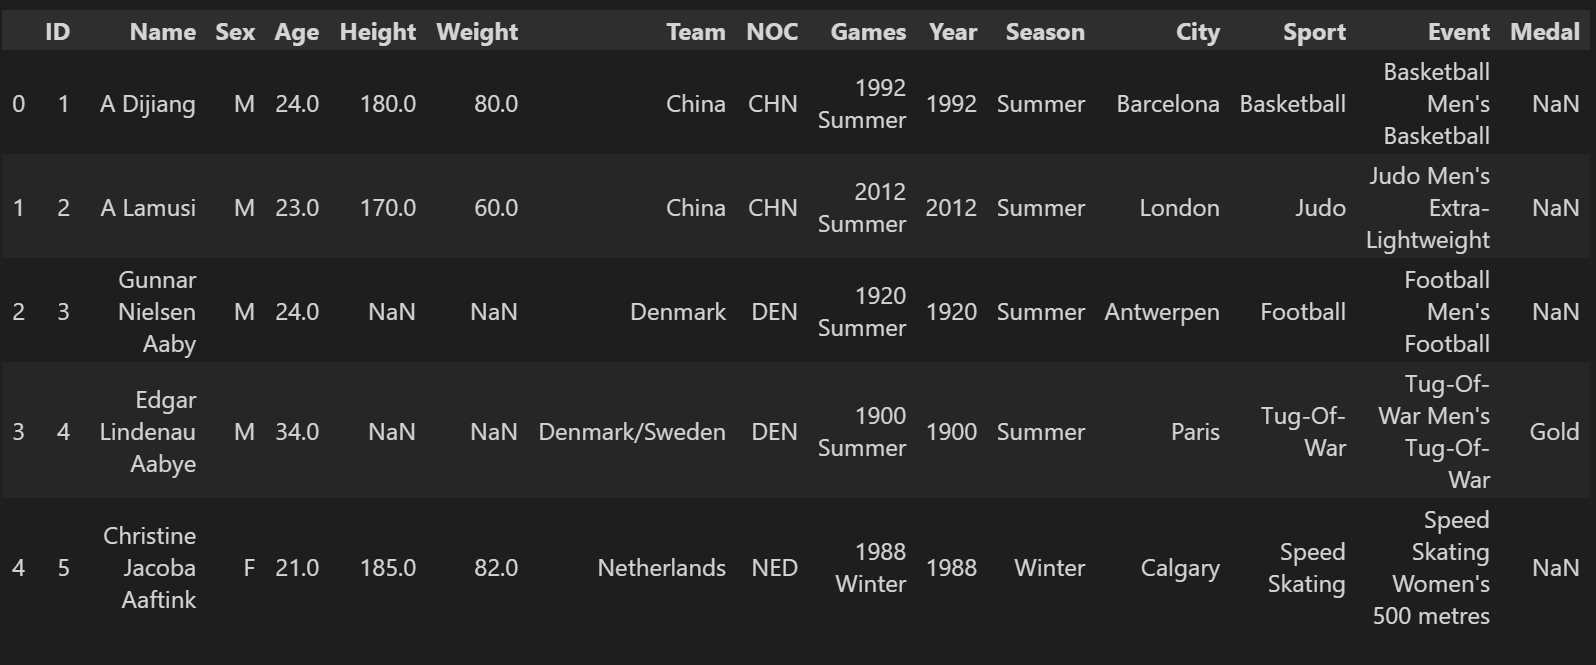 ID Name Sex Age Height Weight Team NOC Games Year Season City Sport Event Medal
0 1 A Dijiang M 24.0 180.0 80.0 China CHN 1992 Summer 1992 Summer Barcelona Basketball Basketball Men's Basketball NaN
1 2 A Lamusi M 23.0 170.0 60.0 China CHN 2012 Summer 2012 Summer London Judo Judo Men's Extra-Lightweight NaN
2 3 Gunnar Nielsen Aaby M 24.0 NaN NaN Denmark DEN 1920 Summer 1920 Summer Antwerpen Football Football Men's Football NaN
3 4 Edgar Lindenau Aabye M 34.0 NaN NaN Denmark/Sweden DEN 1900 Summer 1900 Summer Paris Tug-Of-War Tug-Of-War Men's Tug-Of-War Gold
4 5 Christine Jacoba Aaftink F 21.0 185.0 82.0 Netherlands NED 1988 Winter 1988 Winter Calgary Speed Skating Speed Skating Women's 500 metres NaN